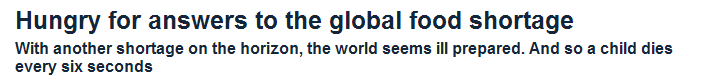 Hungry for answers to the global food shortage
With another shortage on the horizon, the world seems ill prepared. And so a child dies
every six seconds